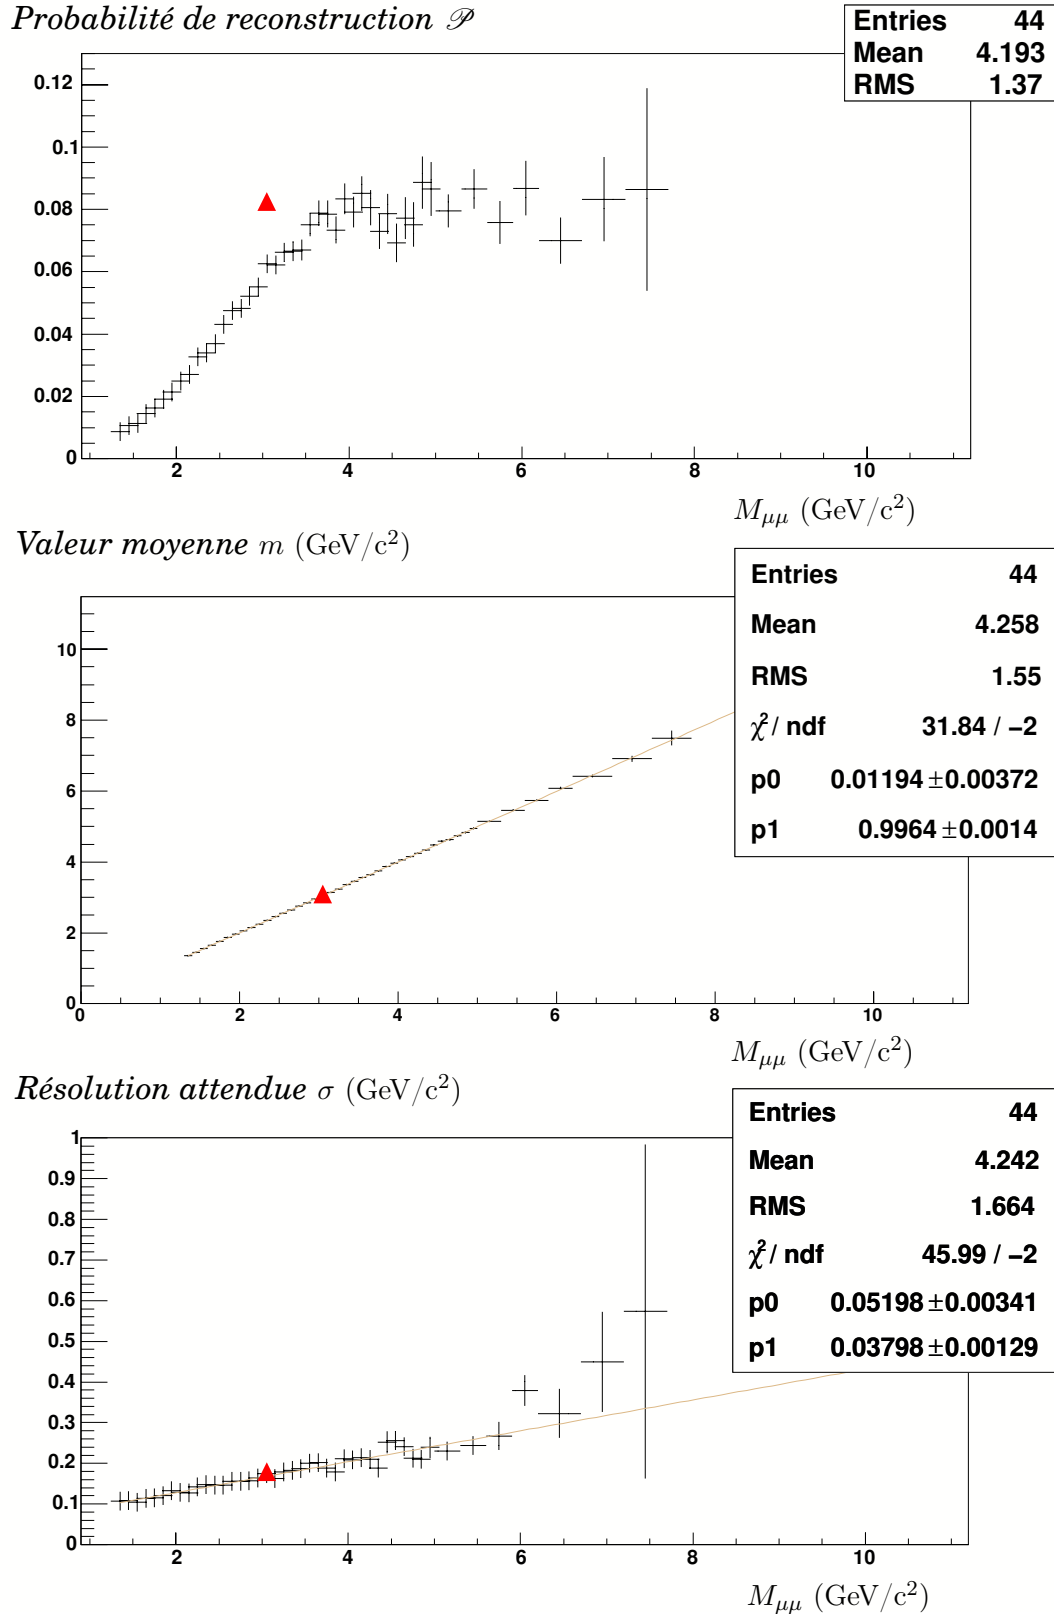 Probabilité de reconstruction 𝒫
Entries 44
Mean 4.193
RMS 1.37
0.12
0.1
0.08
0.06
0.04
0.02
0
2 4 6 8 10
M_{μμ} (GeV/c²)
Valeur moyenne m (GeV/c²)
Entries 44
Mean 4.258
RMS 1.55
χ² / ndf 31.84 / −2
p0 0.01194 ± 0.00372
p1 0.9964 ± 0.0014
10
8
6
4
2
0
0 2 4 6 8 10
M_{μμ} (GeV/c²)
Résolution attendue σ (GeV/c²)
Entries 44
Mean 4.242
RMS 1.664
χ² / ndf 45.99 / −2
p0 0.05198 ± 0.00341
p1 0.03798 ± 0.00129
1
0.9
0.8
0.7
0.6
0.5
0.4
0.3
0.2
0.1
0
2 4 6 8 10
M_{μμ} (GeV/c²)